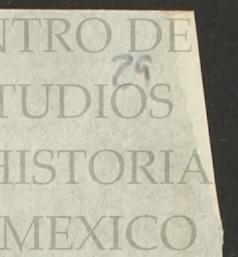 NTRO DE
29
TUDIOS
HISTORIA
MEXICO